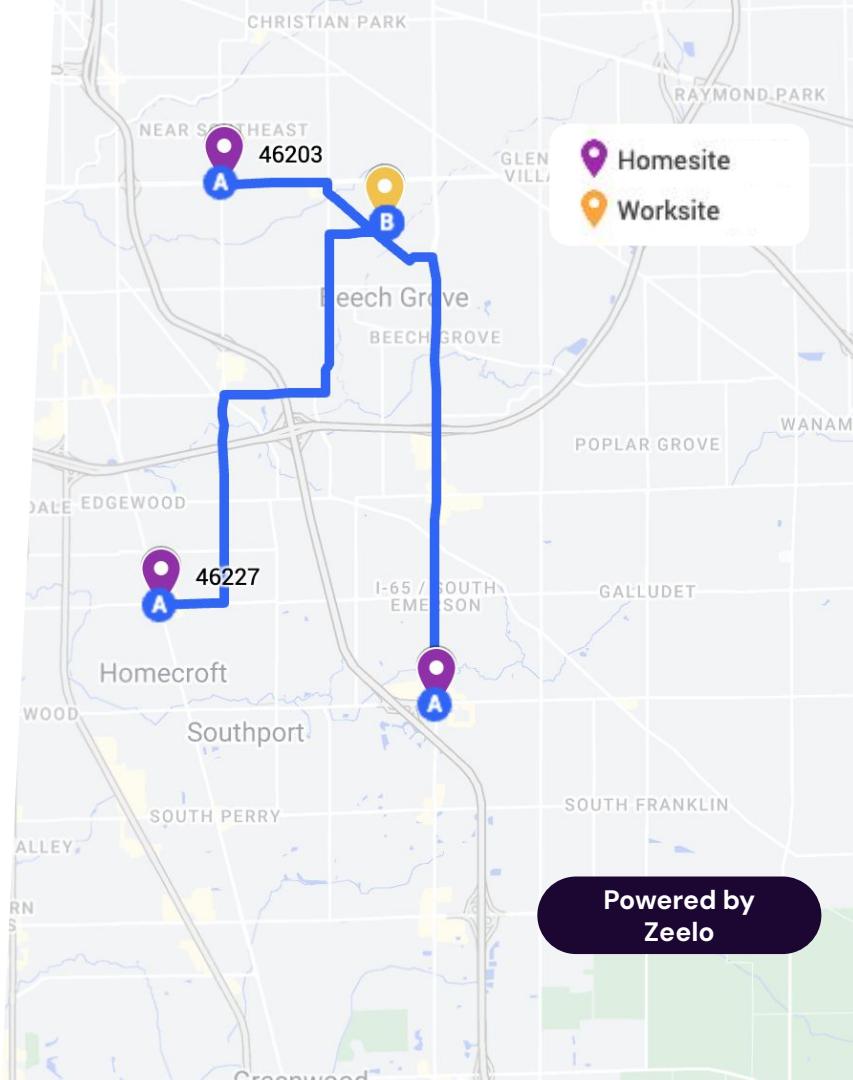 CHRISTIAN PARK
RAYMOND PARK
NEAR SOUTHEAST
46203
GLEN
VILLA
Homesite
Worksite
A
B
Beech Grove
BEECH GROVE
WANAM
POPLAR GROVE
DALE
EDGEWOOD
46227
A
I-65 / SOUTH
EMERSON
GALLUDET
Homecroft
A
WOOD
Southport
SOUTH FRANKLIN
SOUTH PERRY
ALLEY
Powered by
Zeelo
RN
S
Greenwood